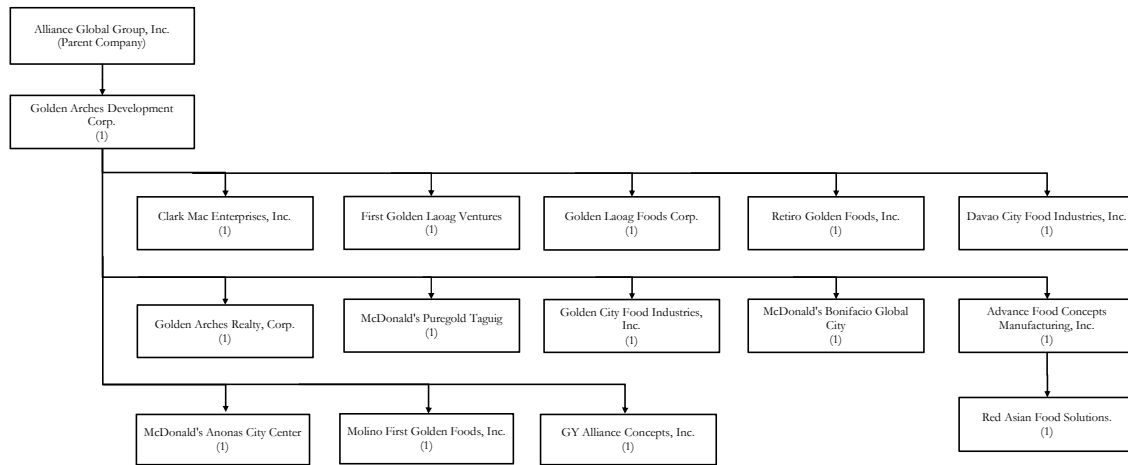 Alliance Global Group, Inc.
(Parent Company)
Golden Arches Development
Corp.
(1)
Clark Mac Enterprises, Inc.
(1)
First Golden Laoag Ventures
(1)
Golden Laoag Foods Corp.
(1)
Retiro Golden Foods, Inc.
(1)
Davao City Food Industries, Inc.
(1)
Golden Arches Realty, Corp.
(1)
McDonald's Puregold Taguig
(1)
Golden City Food Industries,
Inc.
(1)
McDonald's Bonifacio Global
City
(1)
Advance Food Concepts
Manufacturing, Inc.
(1)
McDonald's Anonas City Center
(1)
Molino First Golden Foods, Inc.
(1)
GY Alliance Concepts, Inc.
(1)
Red Asian Food Solutions.
(1)